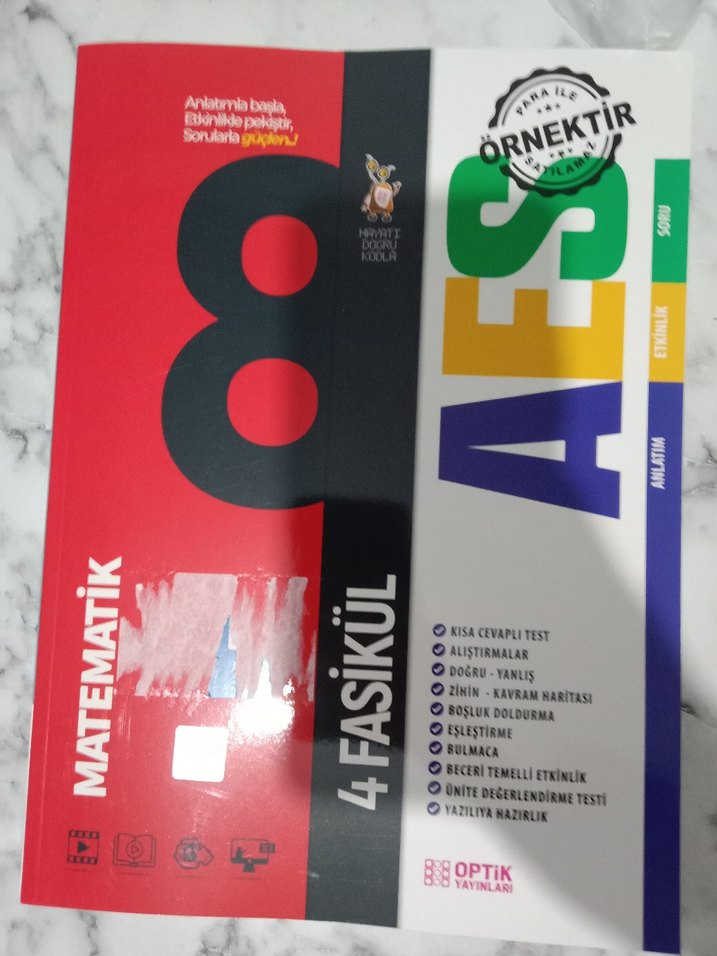 Anlatımla başla,
Etkinlikle pekiştir,
Sorularla güçlen..!
8
HAYATI
DOĞRU
KODLA
PARA İLE
ÖRNEKTİR
SATILAMAZ
AES
SORU
ETKİNLİK
ANLATIM
MATEMATİK
4 FASİKÜL
KISA CEVAPLI TEST
ALIŞTIRMALAR
DOĞRU - YANLIŞ
ZİHİN - KAVRAM HARİTASI
BOŞLUK DOLDURMA
EŞLEŞTİRME
BULMACA
BECERİ TEMELLİ ETKİNLİK
ÜNİTE DEĞERLENDİRME TESTİ
YAZILIYA HAZIRLIK
OPTİK
YAYINLARI